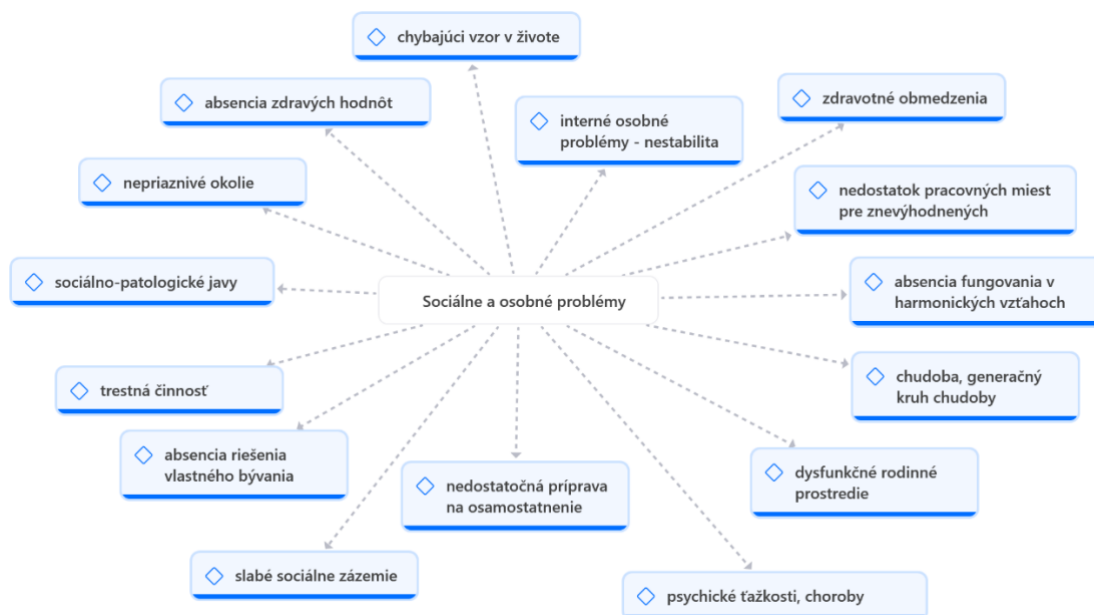 chybajúci vzor v živote
absencia zdravých hodnôt
zdravotné obmedzenia
interné osobné
problémy - nestabilita
nepriaznivé okolie
nedostatok pracovných miest
pre znevýhodnených
sociálno-patologické javy
absencia fungovania v
harmonických vzťahoch
Sociálne a osobné problémy
trestná činnosť
chudoba, generačný
kruh chudoby
absencia riešenia
vlastného bývania
nedostatočná príprava
na osamostatnenie
dysfunkčné rodinné
prostredie
slabé sociálne zázemie
psychické ťažkosti, choroby